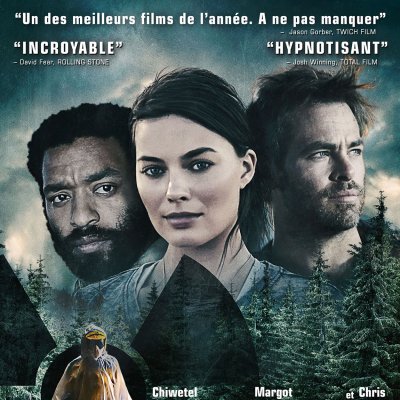 “Un des meilleurs films de l’année. A ne pas manquer”
– Jason Gorber, TWICH FILM
“INCROYABLE”
– David Fear, ROLLING STONE
“HYPNOTISANT”
– Josh Winning, TOTAL FILM
Chiwetel Margot et Chris